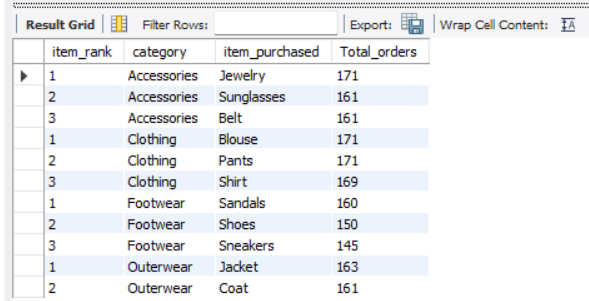 Result Grid Filter Rows: Export: Wrap Cell Content: IA
item_rank category item_purchased Total_orders
1 Accessories Jewelry 171
2 Accessories Sunglasses 161
3 Accessories Belt 161
1 Clothing Blouse 171
2 Clothing Pants 171
3 Clothing Shirt 169
1 Footwear Sandals 160
2 Footwear Shoes 150
3 Footwear Sneakers 145
1 Outerwear Jacket 163
2 Outerwear Coat 161